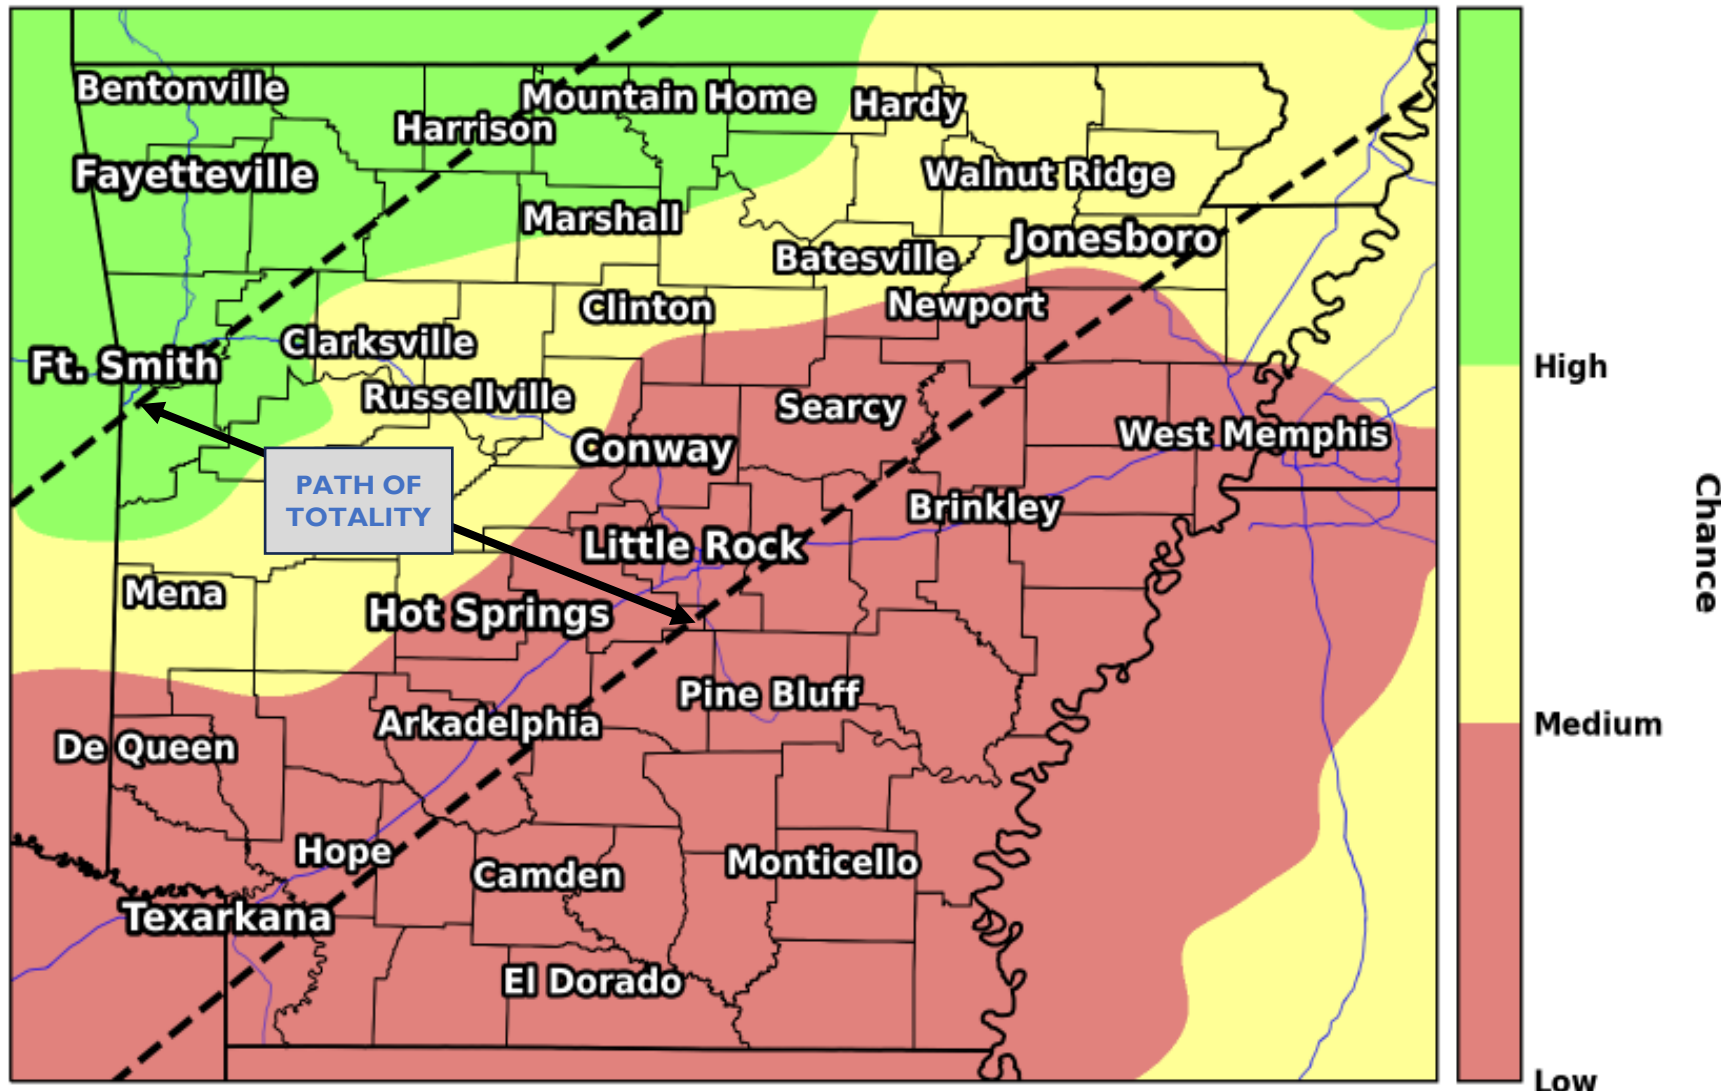 Bentonville
Mountain Home
Hardy
Harrison
Fayetteville
Walnut Ridge
Marshall
Jonesboro
Batesville
Clinton
Newport
Clarksville
Ft. Smith
High
Russellville
Searcy
West Memphis
Conway
PATH OF
TOTALITY
Brinkley
Little Rock
Chance
Mena
Hot Springs
Pine Bluff
Arkadelphia
Medium
De Queen
Hope
Monticello
Camden
Texarkana
El Dorado
Low